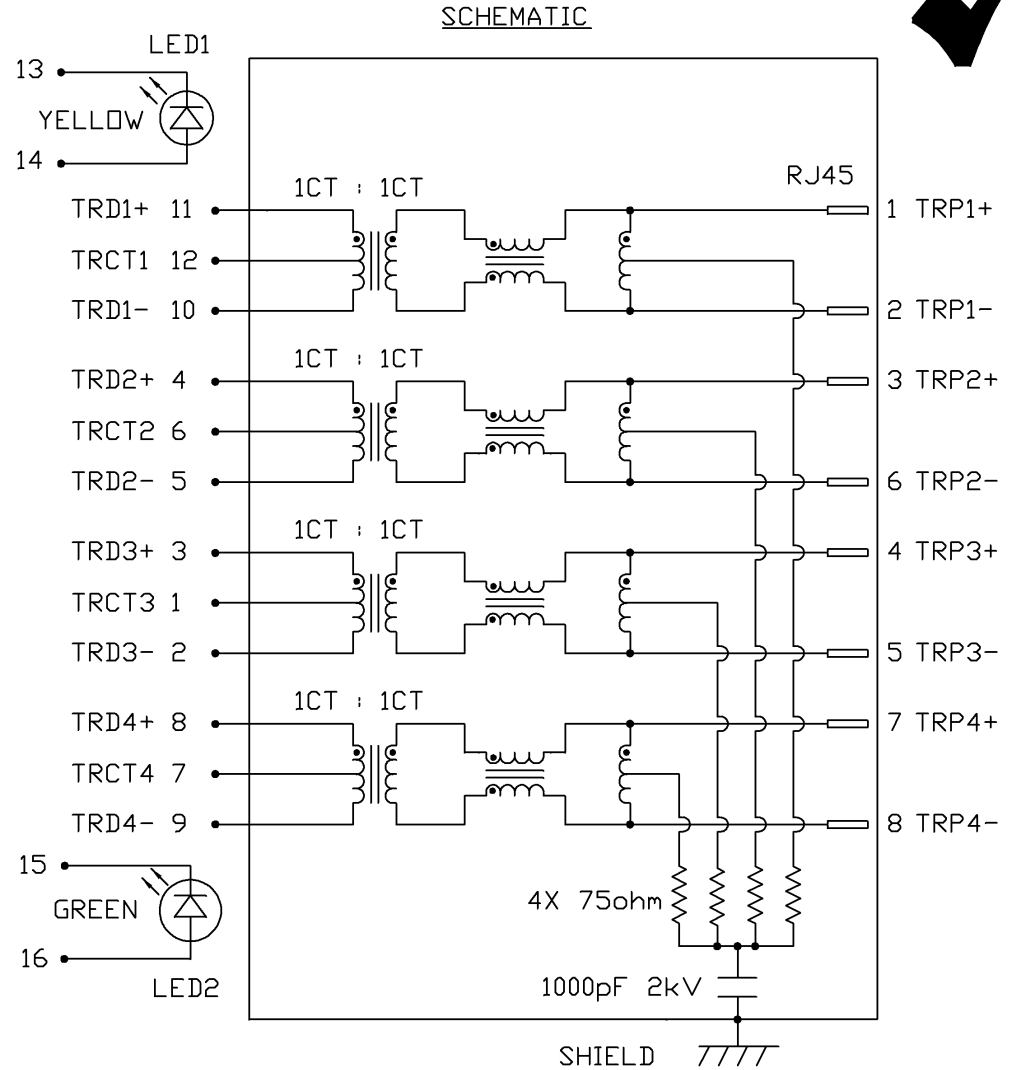 SCHEMATIC
LED1
13
YELLOW
14
RJ45
1CT : 1CT
TRD1+ 11
1 TRP1+
TRCT1 12
TRD1- 10
2 TRP1-
1CT : 1CT
TRD2+ 4
3 TRP2+
TRCT2 6
TRD2- 5
6 TRP2-
1CT : 1CT
TRD3+ 3
4 TRP3+
TRCT3 1
TRD3- 2
5 TRP3-
1CT : 1CT
TRD4+ 8
7 TRP4+
TRCT4 7
TRD4- 9
8 TRP4-
15
GREEN
16
LED2
4X 75ohm
1000pF 2kV
SHIELD